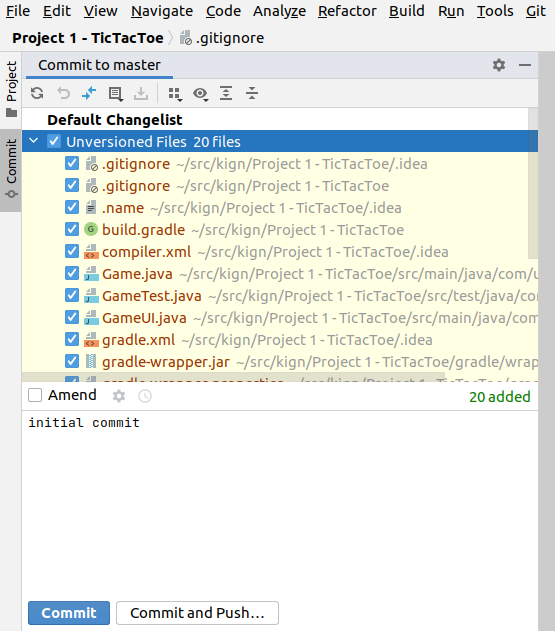 File Edit View Navigate Code Analyze Refactor Build Run Tools Git
Project 1 - TicTacToe .gitignore
Project
Commit
Commit to master
Default Changelist
Unversioned Files 20 files
.gitignore ~/src/kign/Project 1 - TicTacToe/.idea
.gitignore ~/src/kign/Project 1 - TicTacToe
.name ~/src/kign/Project 1 - TicTacToe/.idea
build.gradle ~/src/kign/Project 1 - TicTacToe
compiler.xml ~/src/kign/Project 1 - TicTacToe/.idea
Game.java ~/src/kign/Project 1 - TicTacToe/src/main/java/com/u
GameTest.java ~/src/kign/Project 1 - TicTacToe/src/test/java/co
GameUI.java ~/src/kign/Project 1 - TicTacToe/src/main/java/com
gradle.xml ~/src/kign/Project 1 - TicTacToe/.idea
gradle-wrapper.jar ~/src/kign/Project 1 - TicTacToe/gradle/wrap
Amend 20 added
initial commit
Commit Commit and Push...